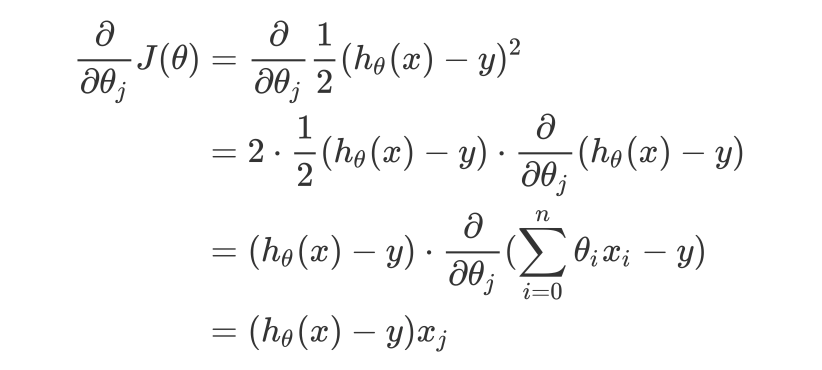 ∂/∂θⱼ J(θ) = ∂/∂θⱼ 1/2 (h_θ(x) − y)²
= 2 · 1/2 (h_θ(x) − y) · ∂/∂θⱼ (h_θ(x) − y)
= (h_θ(x) − y) · ∂/∂θⱼ (∑_{i=0}^{n} θᵢxᵢ − y)
= (h_θ(x) − y)xⱼ